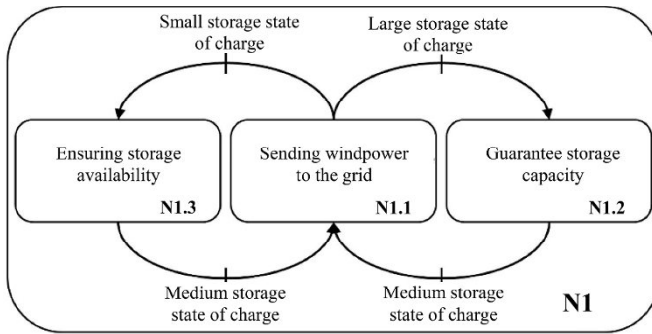 Small storage state
of charge
Large storage state
of charge
Ensuring storage
availability
N1.3
Sending windpower
to the grid
N1.1
Guarantee storage
capacity
N1.2
Medium storage
state of charge
Medium storage
state of charge
N1